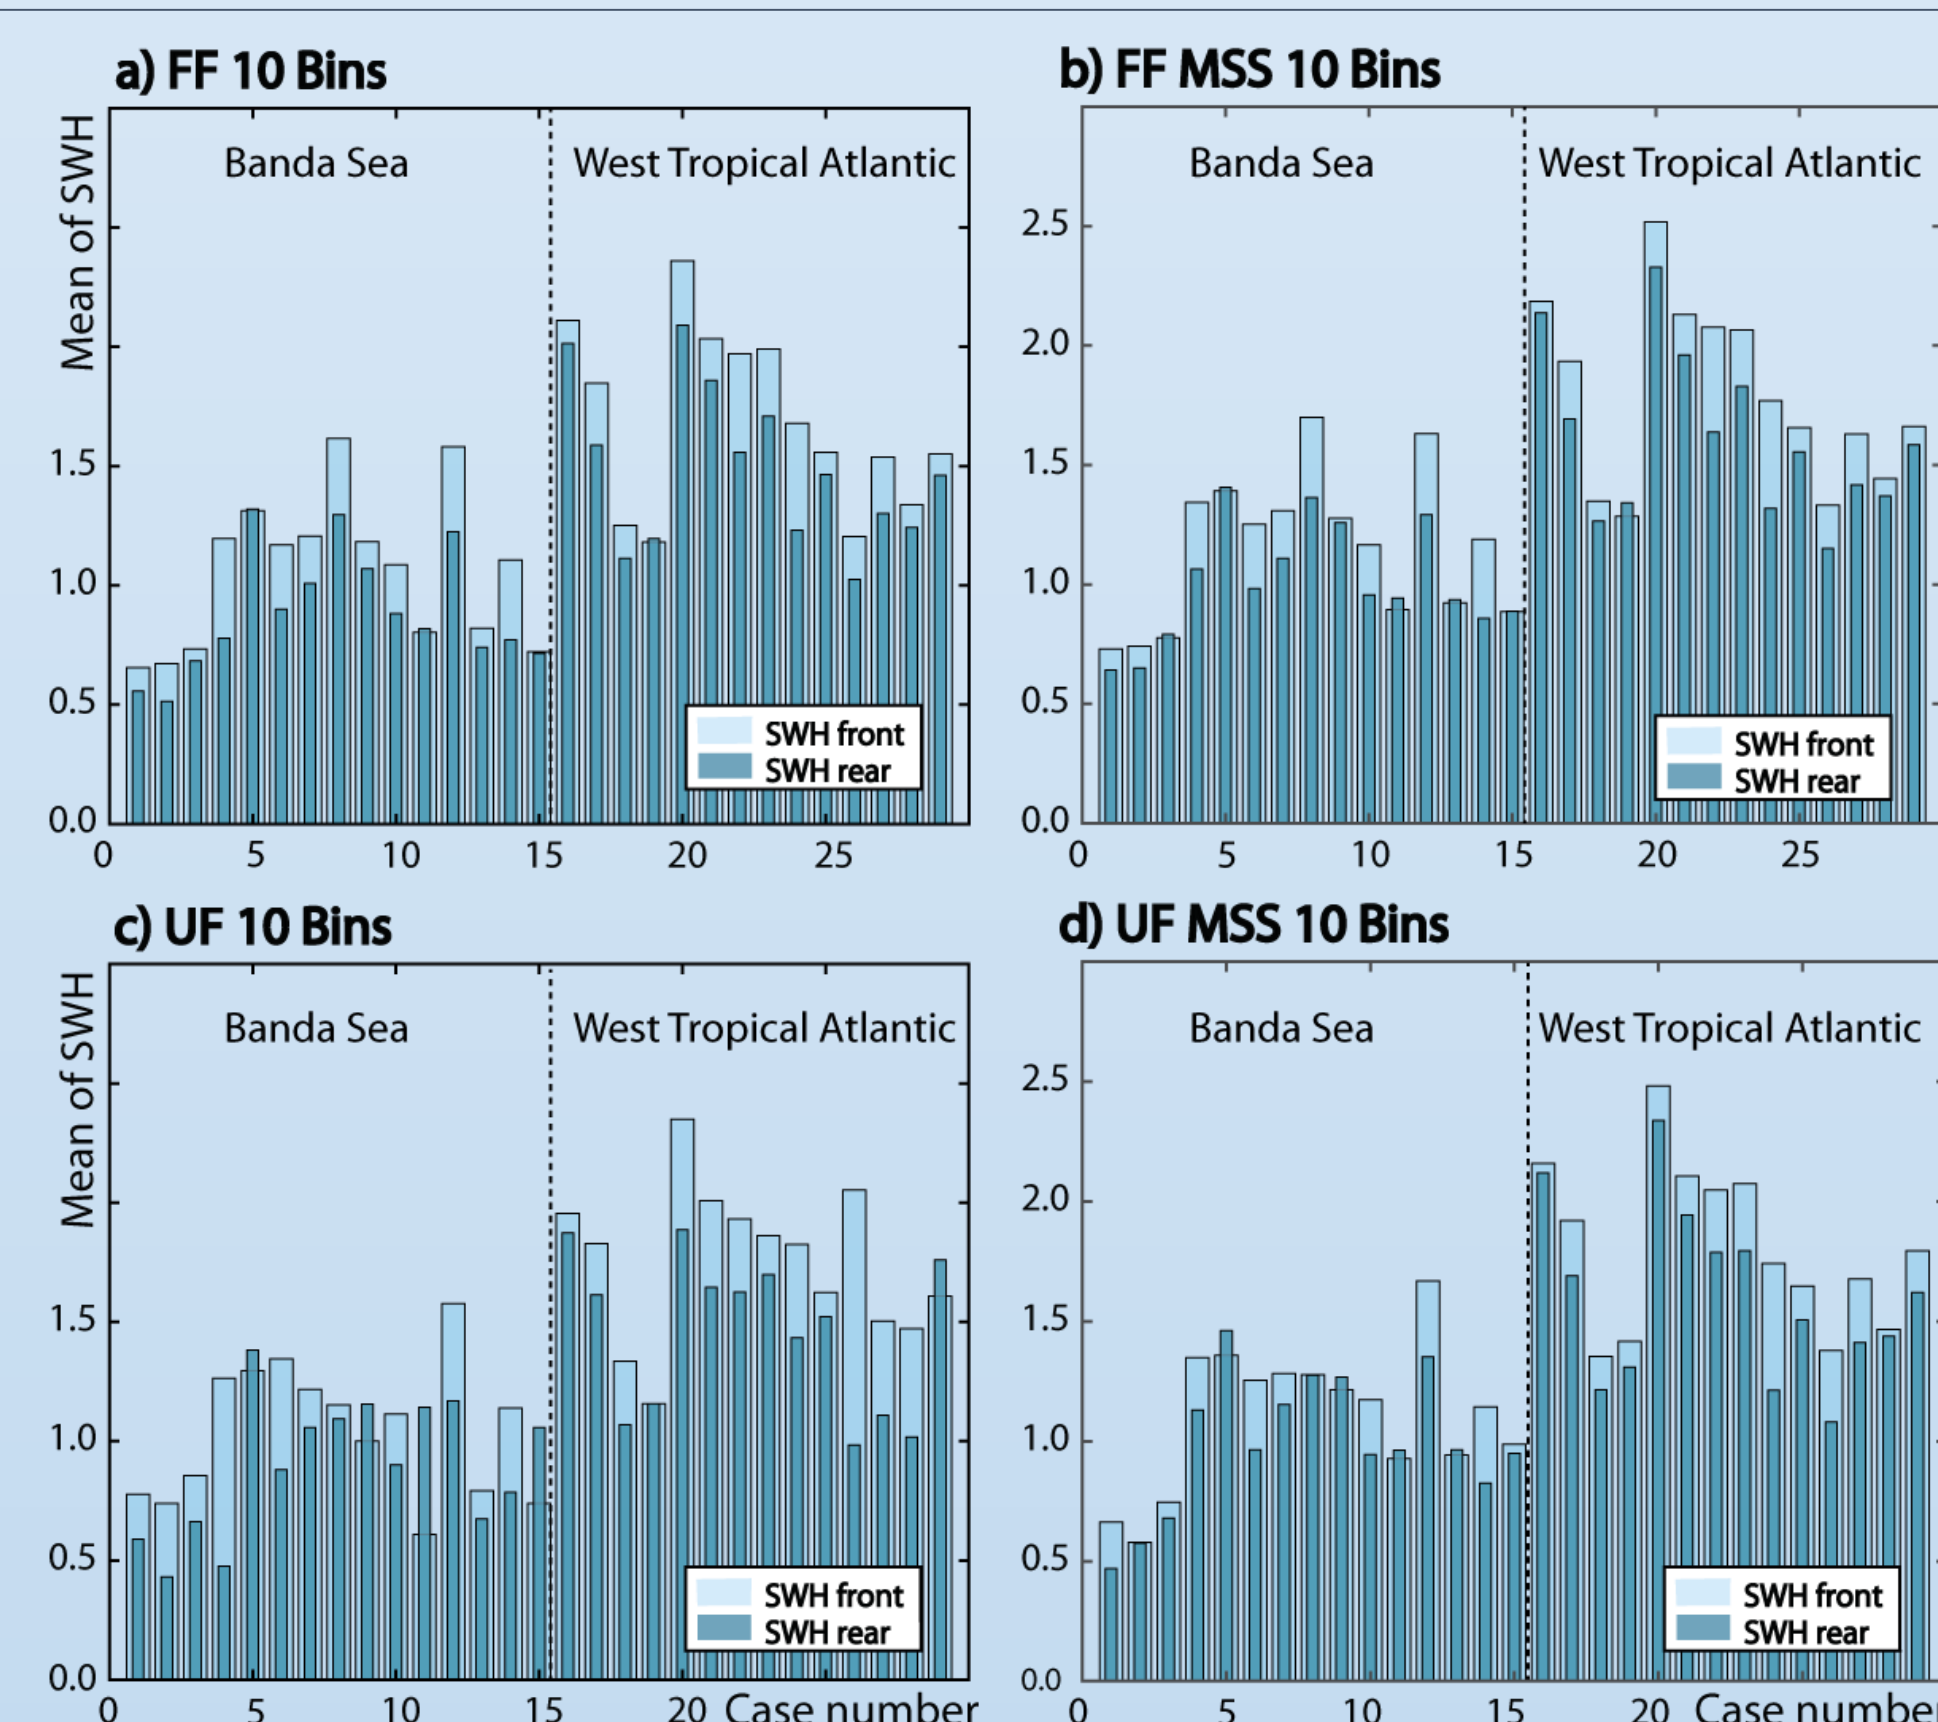 a) FF 10 Bins
b) FF MSS 10 Bins
Mean of SWH
Banda Sea
West Tropical Atlantic
1.5
1.0
0.5
0.0
SWH front
SWH rear
0 5 10 15 20 25
Banda Sea
West Tropical Atlantic
2.5
2.0
1.5
1.0
0.5
0.0
SWH front
SWH rear
0 5 10 15 20 25
c) UF 10 Bins
d) UF MSS 10 Bins
Mean of SWH
Banda Sea
West Tropical Atlantic
1.5
1.0
0.5
0.0
SWH front
SWH rear
0 5 10 15 20 Case number
Banda Sea
West Tropical Atlantic
2.5
2.0
1.5
1.0
0.5
0.0
SWH front
SWH rear
0 5 10 15 20 Case number